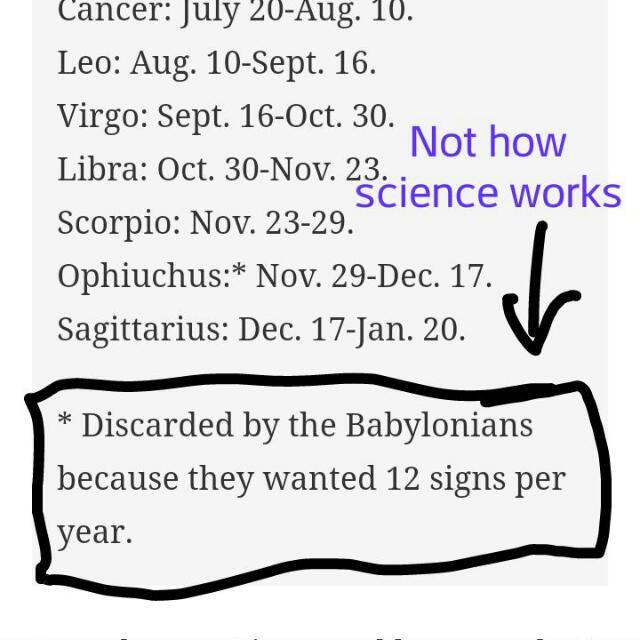 Cancer: July 20-Aug. 10.
Leo: Aug. 10-Sept. 16.
Virgo: Sept. 16-Oct. 30.
Libra: Oct. 30-Nov. 23.
Scorpio: Nov. 23-29.
Ophiuchus:* Nov. 29-Dec. 17.
Sagittarius: Dec. 17-Jan. 20.
Not how
science works
* Discarded by the Babylonians
because they wanted 12 signs per
year.